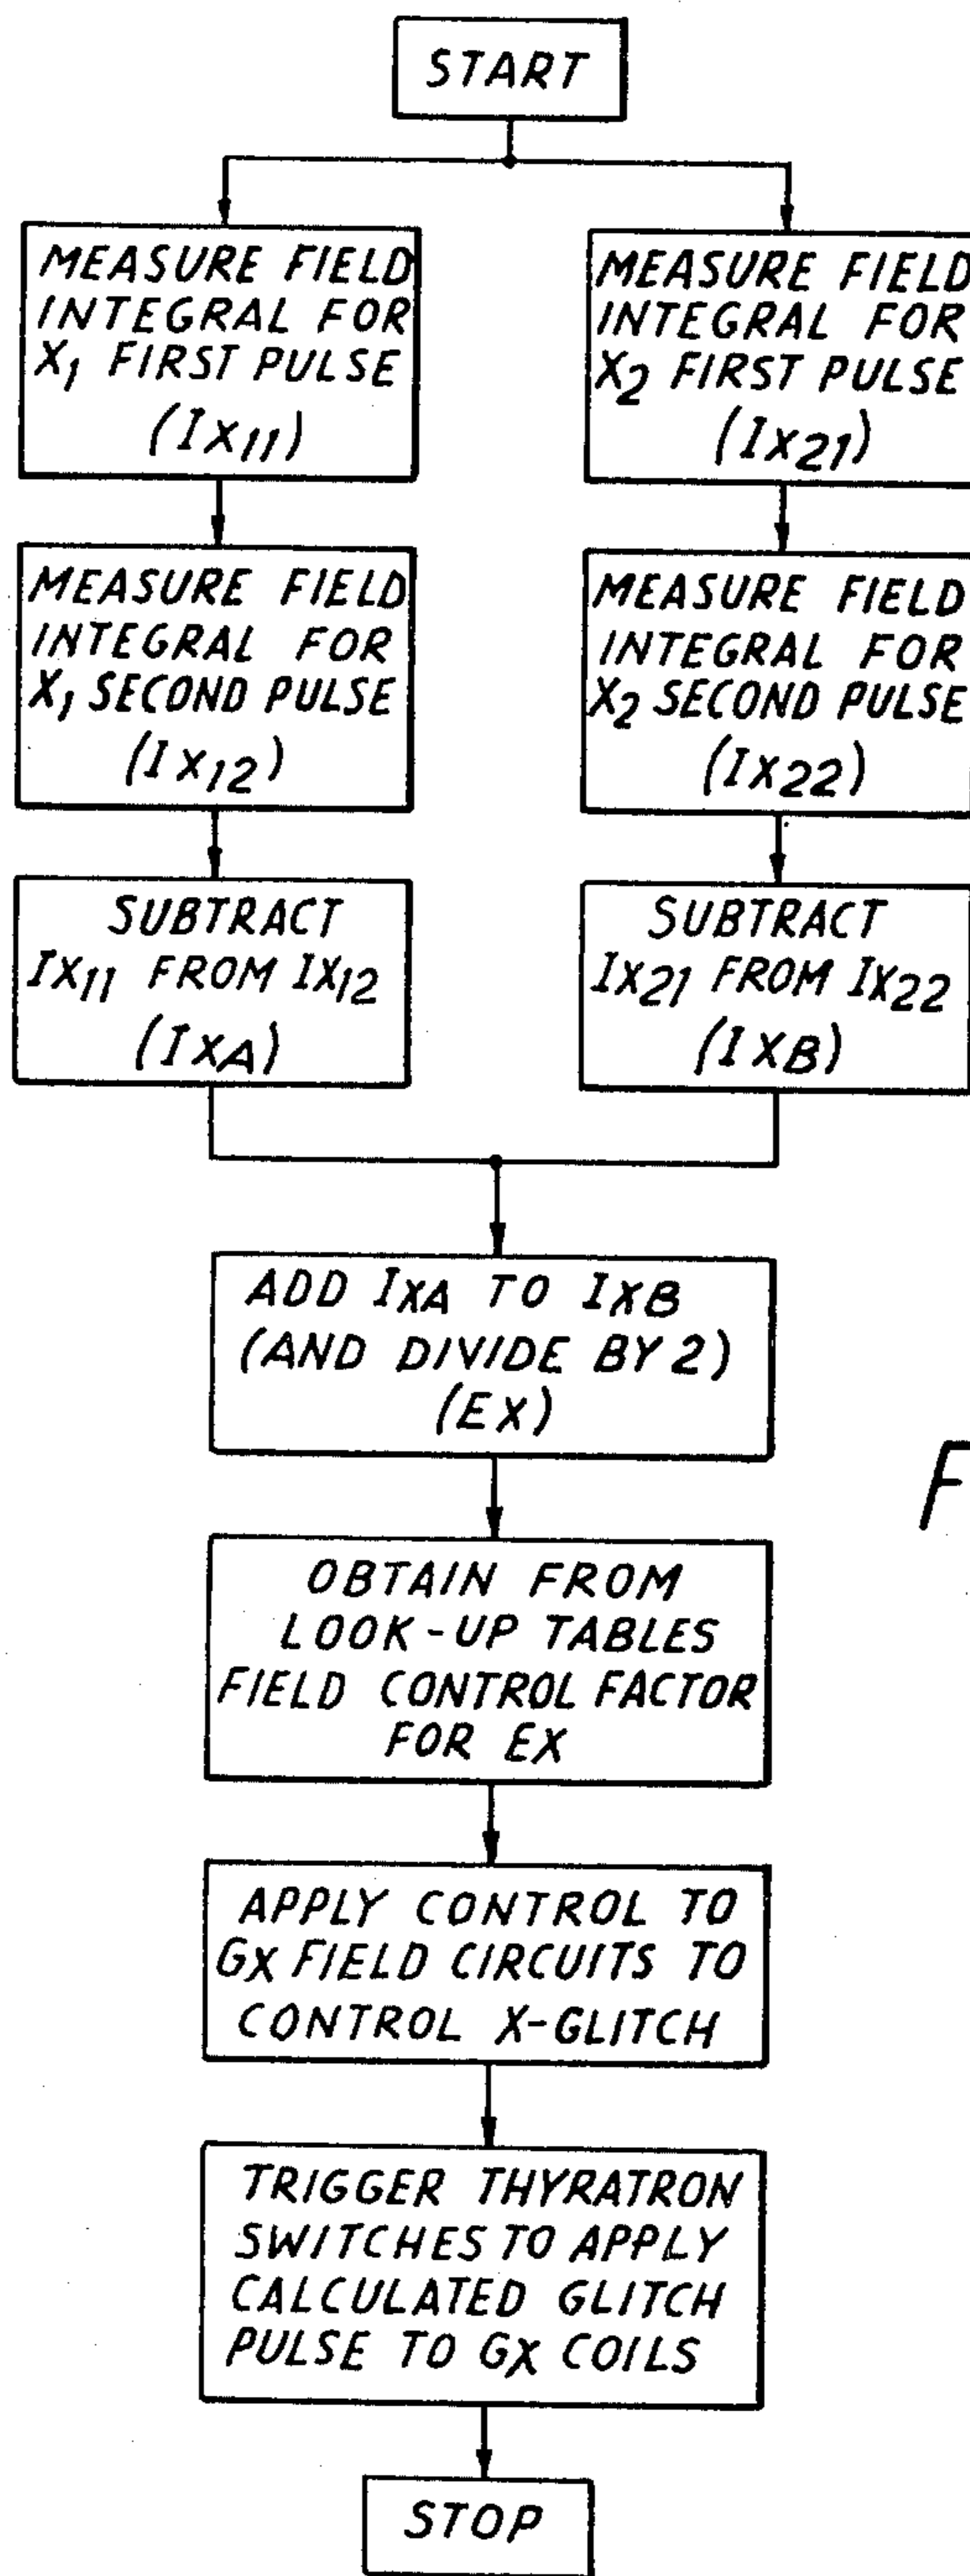 START
MEASURE FIELD
INTEGRAL FOR
X1 FIRST PULSE
(IX11)
MEASURE FIELD
INTEGRAL FOR
X2 FIRST PULSE
(IX21)
MEASURE FIELD
INTEGRAL FOR
X1 SECOND PULSE
(IX12)
MEASURE FIELD
INTEGRAL FOR
X2 SECOND PULSE
(IX22)
SUBTRACT
IX11 FROM IX12
(IXA)
SUBTRACT
IX21 FROM IX22
(IXB)
ADD IXA TO IXB
(AND DIVIDE BY 2)
(EX)
F
OBTAIN FROM
LOOK-UP TABLES
FIELD CONTROL FACTOR
FOR EX
APPLY CONTROL TO
GX FIELD CIRCUITS TO
CONTROL X-GLITCH
TRIGGER THYRATRON
SWITCHES TO APPLY
CALCULATED GLITCH
PULSE TO GX COILS
STOP